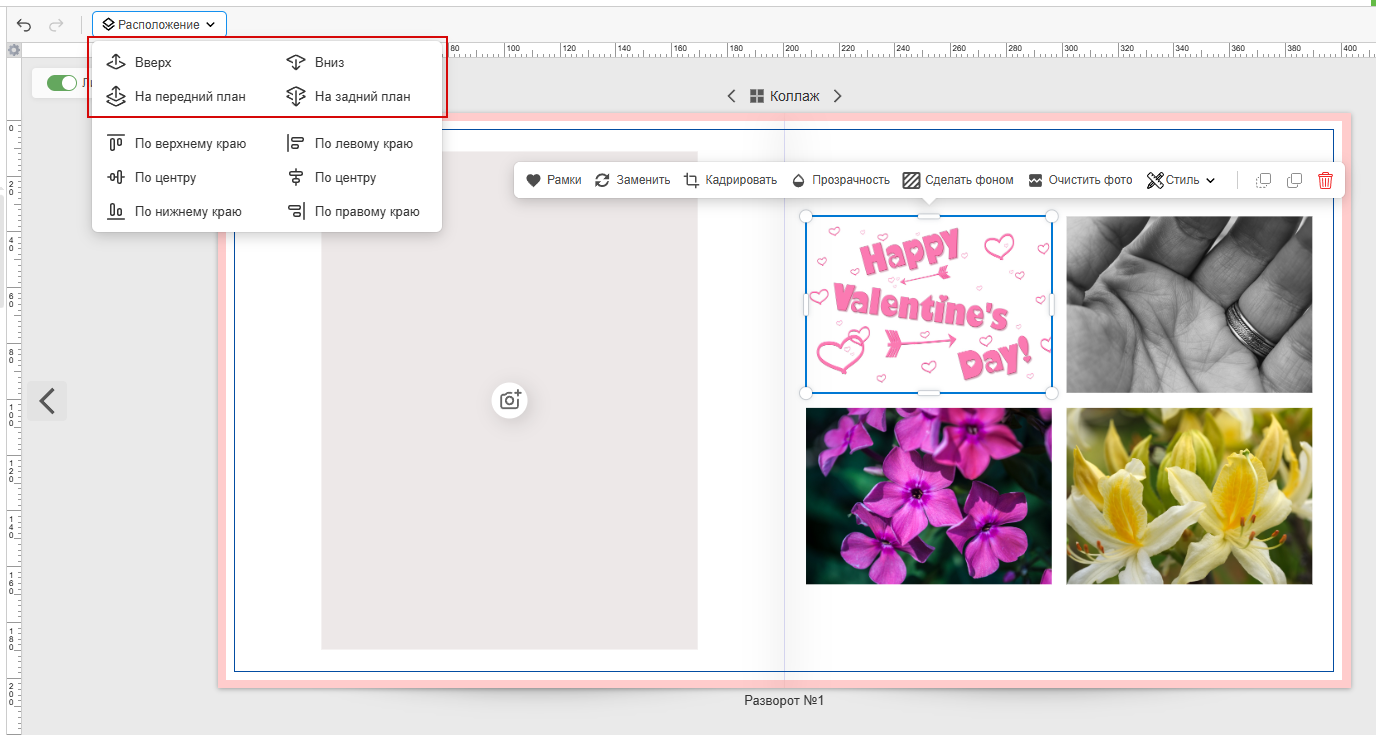 Расположение
80 100 120 140 160 180 200 220 240 260 280 300 320 340 360 380 400
Вверх Вниз
На передний план На задний план
Коллаж
По верхнему краю По левому краю
По центру По центру
По нижнему краю По правому краю
Рамки Заменить Кадрировать Прозрачность Сделать фоном Очистить фото Стиль
Happy
Valentine's
Day!
0
20
40
60
80
100
120
140
160
180
200
Разворот №1